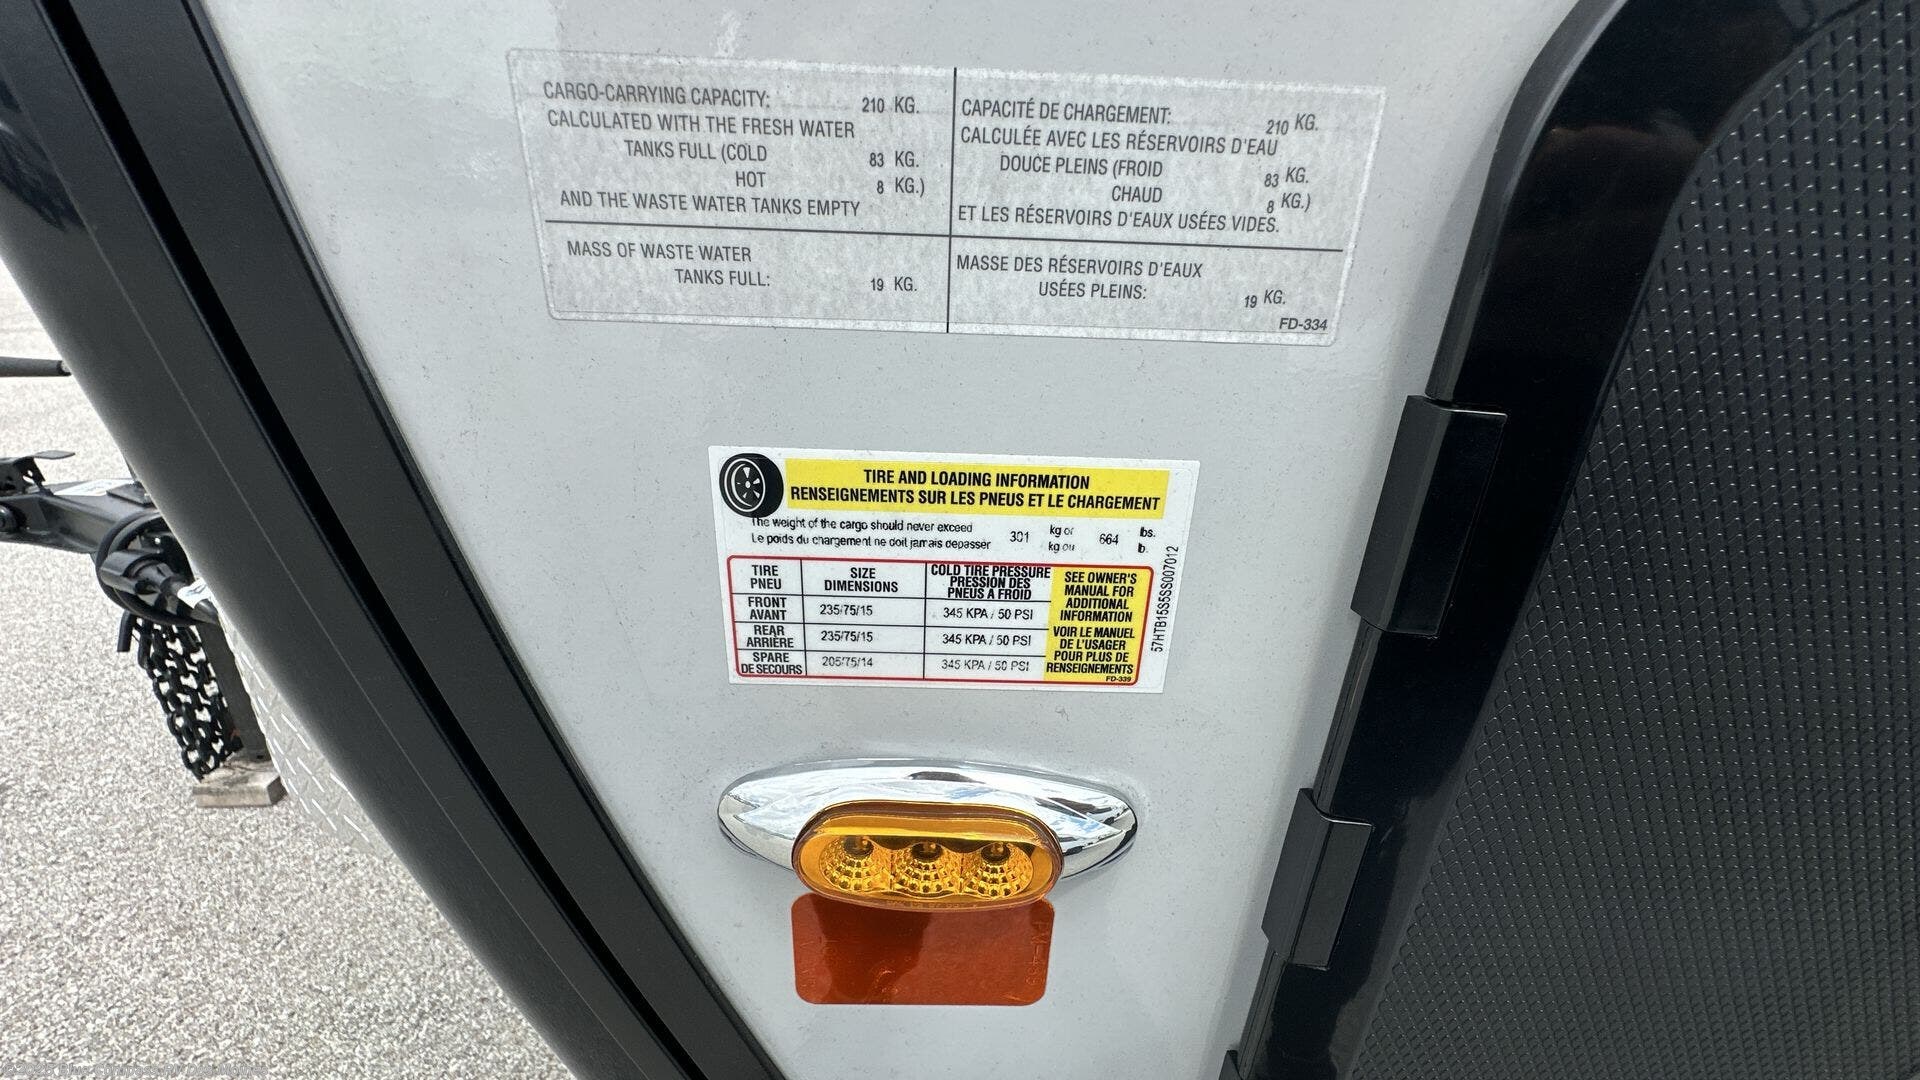 CARGO-CARRYING CAPACITY: 210 KG.
CALCULATED WITH THE FRESH WATER
TANKS FULL (COLD 83 KG.
HOT 8 KG.)
AND THE WASTE WATER TANKS EMPTY
MASS OF WASTE WATER
TANKS FULL: 19 KG.
CAPACITÉ DE CHARGEMENT: 210 KG.
CALCULÉE AVEC LES RÉSERVOIRS D'EAU
DOUCE PLEINS (FROID 83 KG.
CHAUD 8 KG.)
ET LES RÉSERVOIRS D'EAUX USÉES VIDES.
MASSE DES RÉSERVOIRS D'EAUX
USÉES PLEINS: 19 KG.
FD-334
TIRE AND LOADING INFORMATION
RENSEIGNEMENTS SUR LES PNEUS ET LE CHARGEMENT
The weight of the cargo should never exceed 301 kg or 664 lbs.
Le poids du chargement ne doit jamais depasser kg ou lb.
TIRE SIZE COLD TIRE PRESSURE
PNEU DIMENSIONS PRESSION DES
PNEUS A FROID
FRONT
AVANT 235/75/15 345 KPA / 50 PSI
REAR
ARRIÈRE 235/75/15 345 KPA / 50 PSI
SPARE
DE SECOURS 205/75/14 345 KPA / 50 PSI
SEE OWNER'S
MANUAL FOR
ADDITIONAL
INFORMATION
VOIR LE MANUEL
DE L'USAGER
POUR PLUS DE
RENSEIGNEMENTS
FD-339
57HTB15S5SS007012